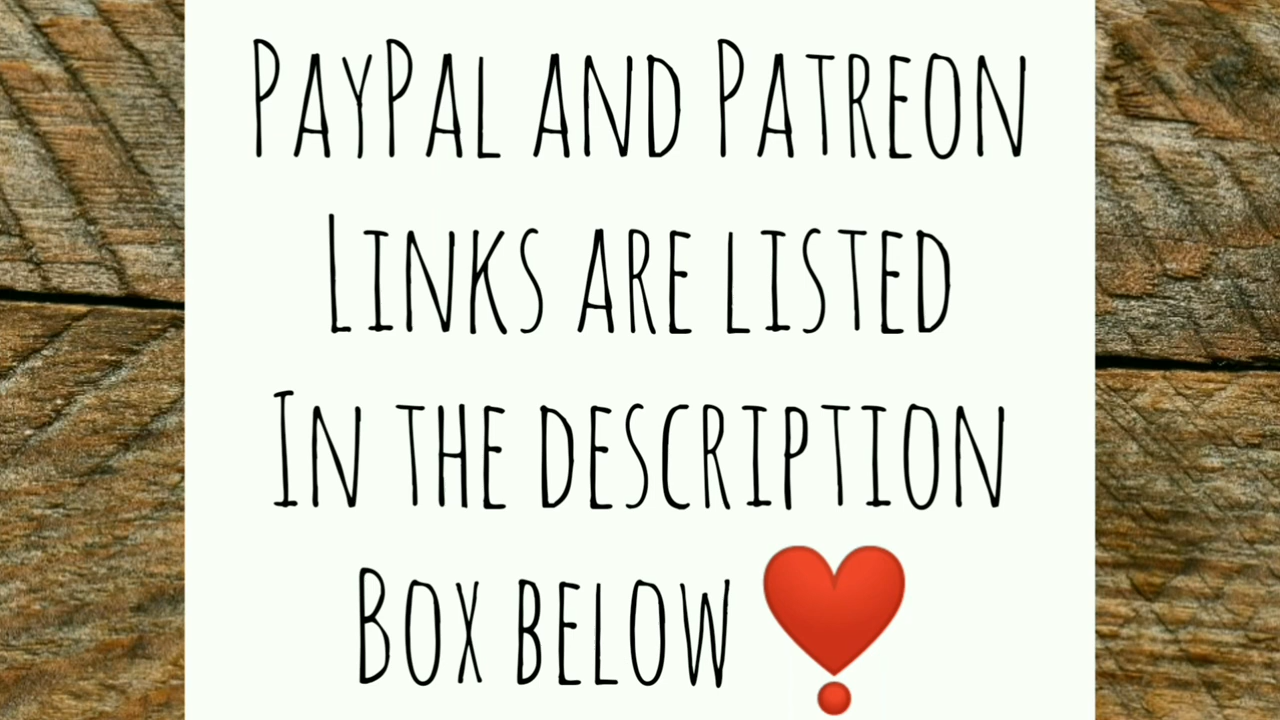 PayPal and Patreon
Links are listed
In the description
Box below ❣